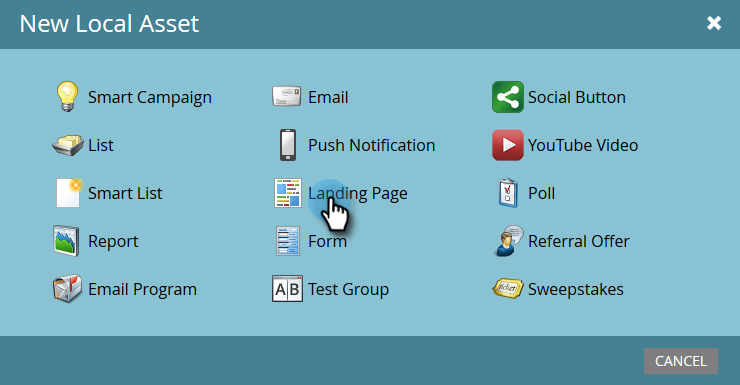 New Local Asset
Smart Campaign
Email
Social Button
List
Push Notification
YouTube Video
Smart List
Landing Page
Poll
Report
Form
Referral Offer
Email Program
A B
Test Group
Ticket
Sweepstakes
CANCEL